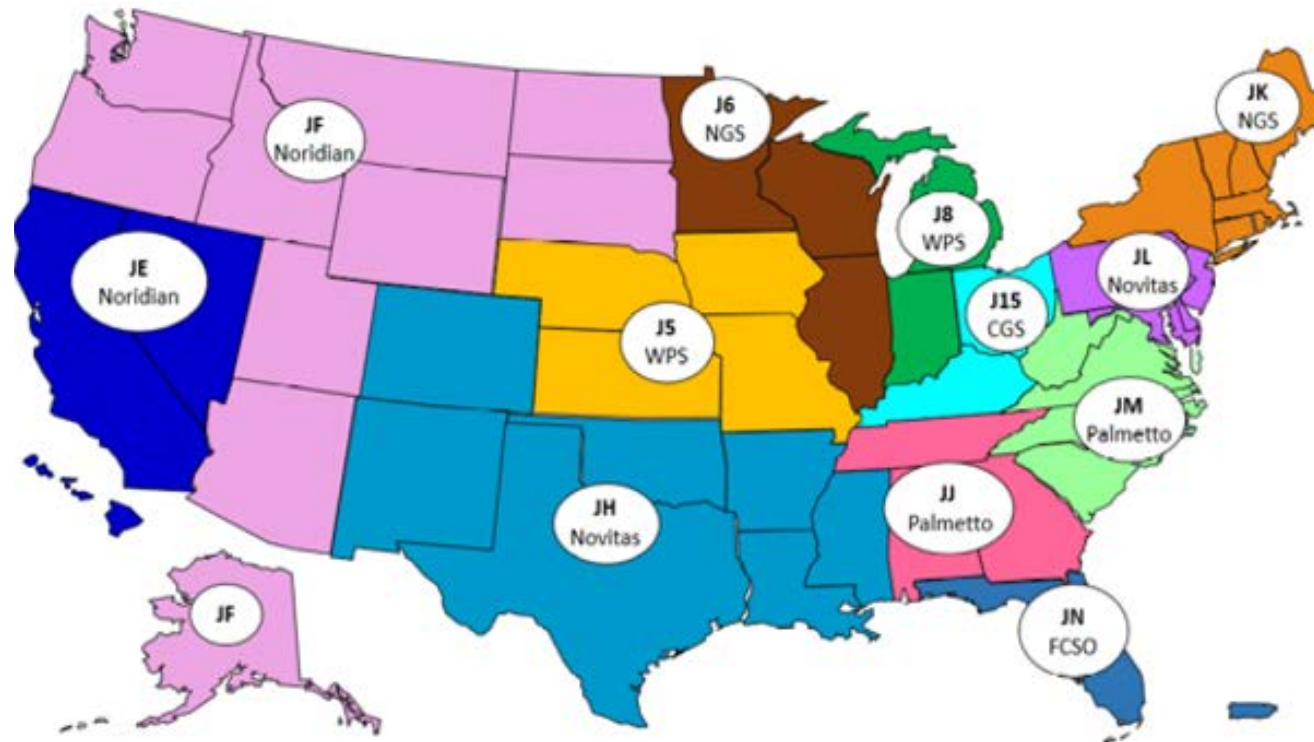 JF
Noridian
J6
NGS
JK
NGS
J8
WPS
JE
Noridian
JL
Novitas
J15
CGS
J5
WPS
JM
Palmetto
JH
Novitas
JJ
Palmetto
JF
JN
FCSO